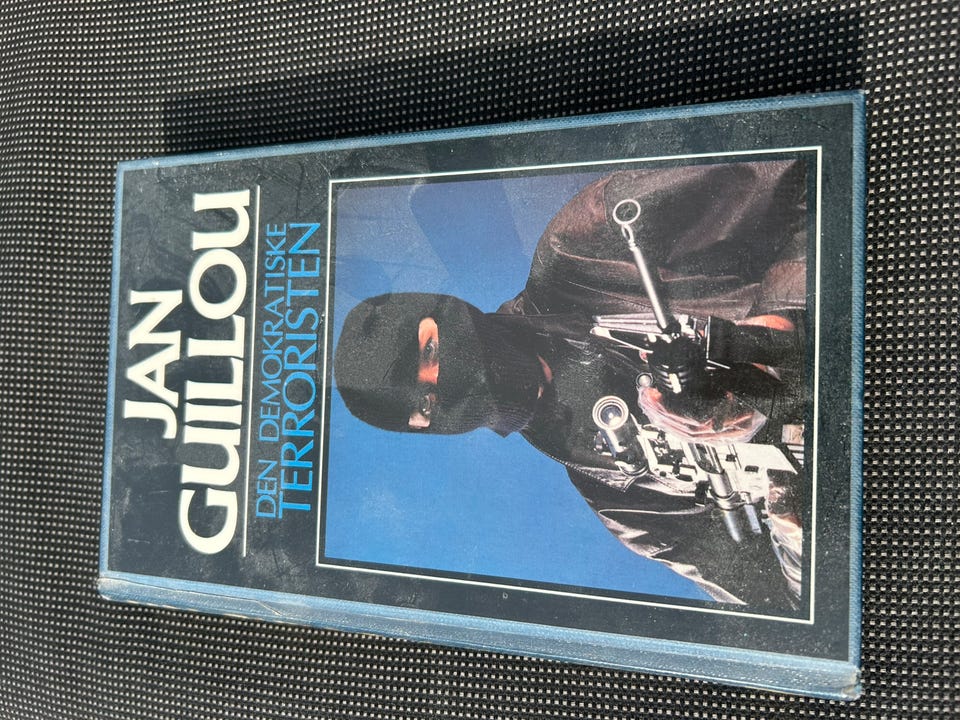 JAN
GUILLOU
DEN DEMOKRATISKE
TERRORISTEN